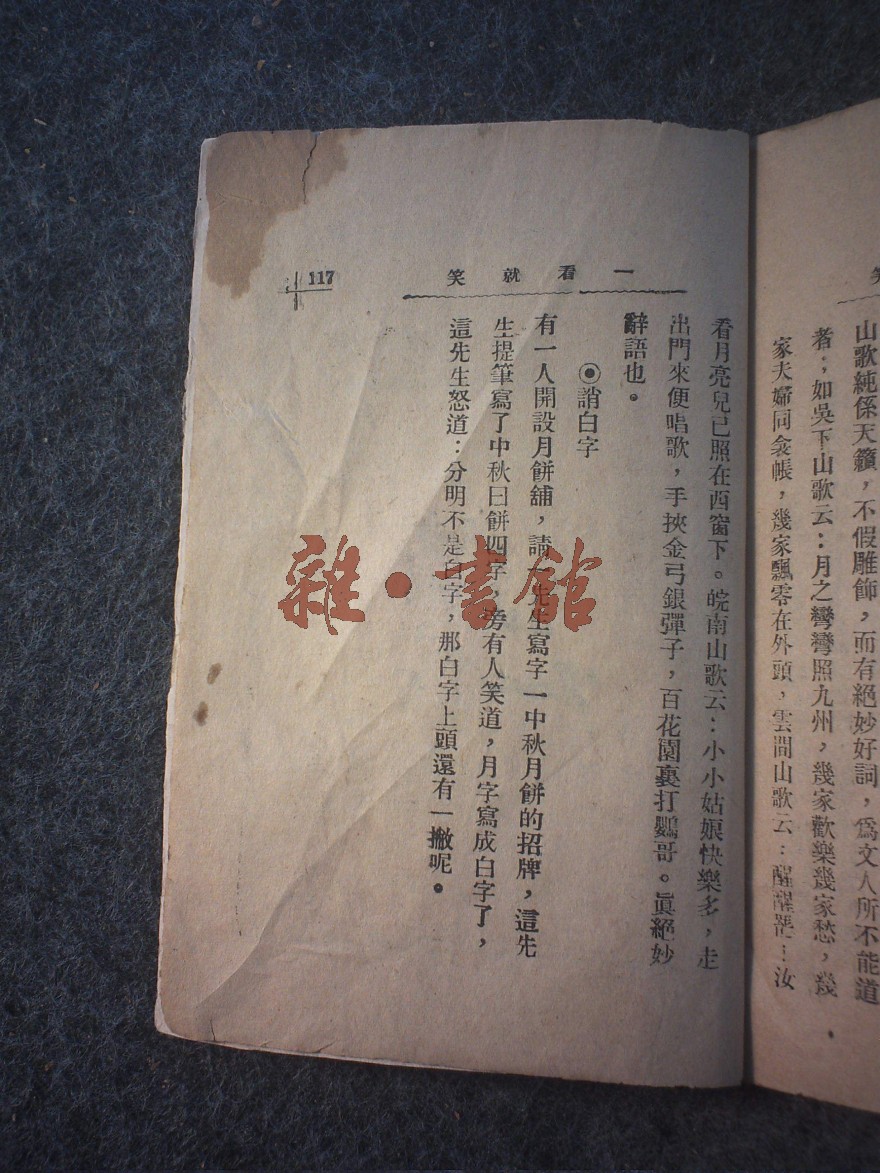 笑
山歌純係天籟，不假雕飾，而有絕妙好詞，爲文人所不能道
者；如吳下山歌云：月之彎彎照九州，幾家歡樂幾家愁，幾
家夫婦同衾帳，幾家飄零在外頭，雲間山歌云：醒醒罷：汝
一看就笑
117
看月亮兒已照在西窗下。皖南山歌云：小小姑娘快樂多，走
出門來便唱歌，手挾金弓銀彈子，百花園裏打鸚哥。眞絕妙
辭語也。
⊙誚白字
有一人開設月餅舖，請一先生寫字一中秋月餅的招牌，這先
生提筆寫了中秋曰餅四字，旁有人笑道，月字寫成白字了，
這先生怒道：分明不是白字，那白字上頭還有一撇呢。
雜·書館